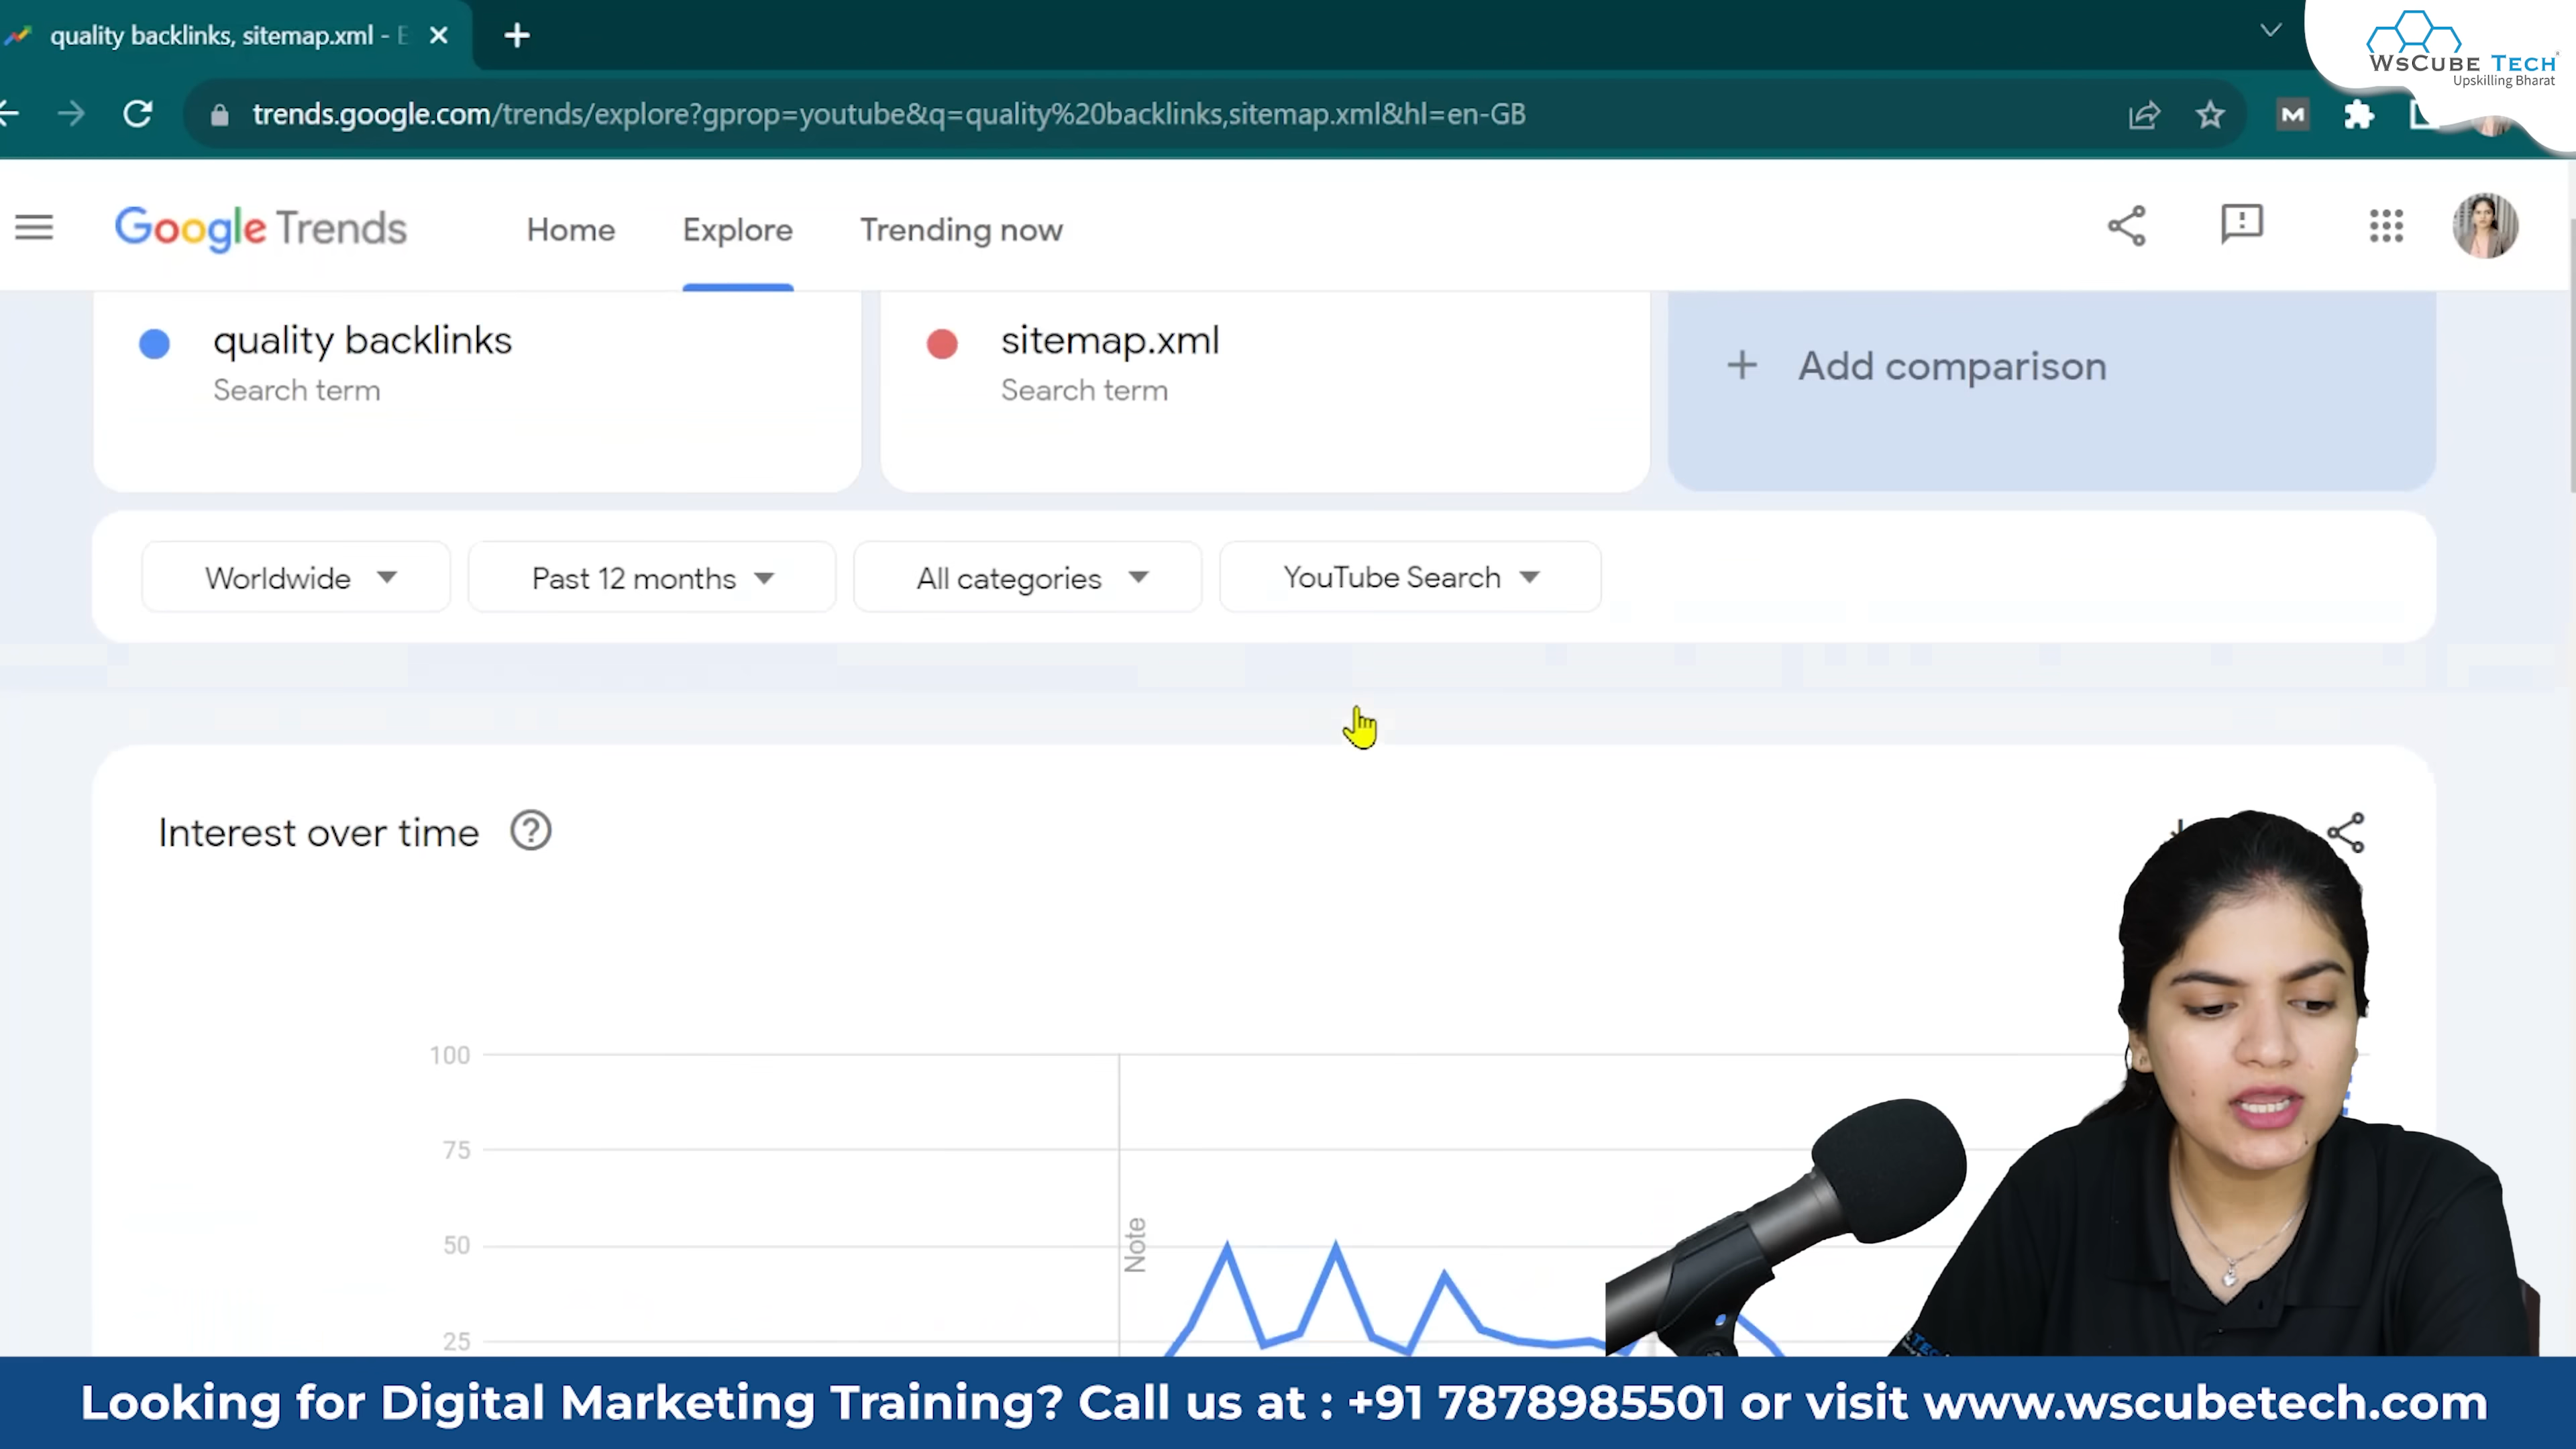 quality backlinks, sitemap.xml - E
WsCube Tech
Upskilling Bharat
trends.google.com/trends/explore?gprop=youtube&q=quality%20backlinks,sitemap.xml&hl=en-GB
M
Google Trends
Home
Explore
Trending now
quality backlinks
Search term
sitemap.xml
Search term
+ Add comparison
Worldwide
Past 12 months
All categories
YouTube Search
Interest over time
100
75
50
25
Note
Looking for Digital Marketing Training? Call us at : +91 7878985501 or visit www.wscubetech.com